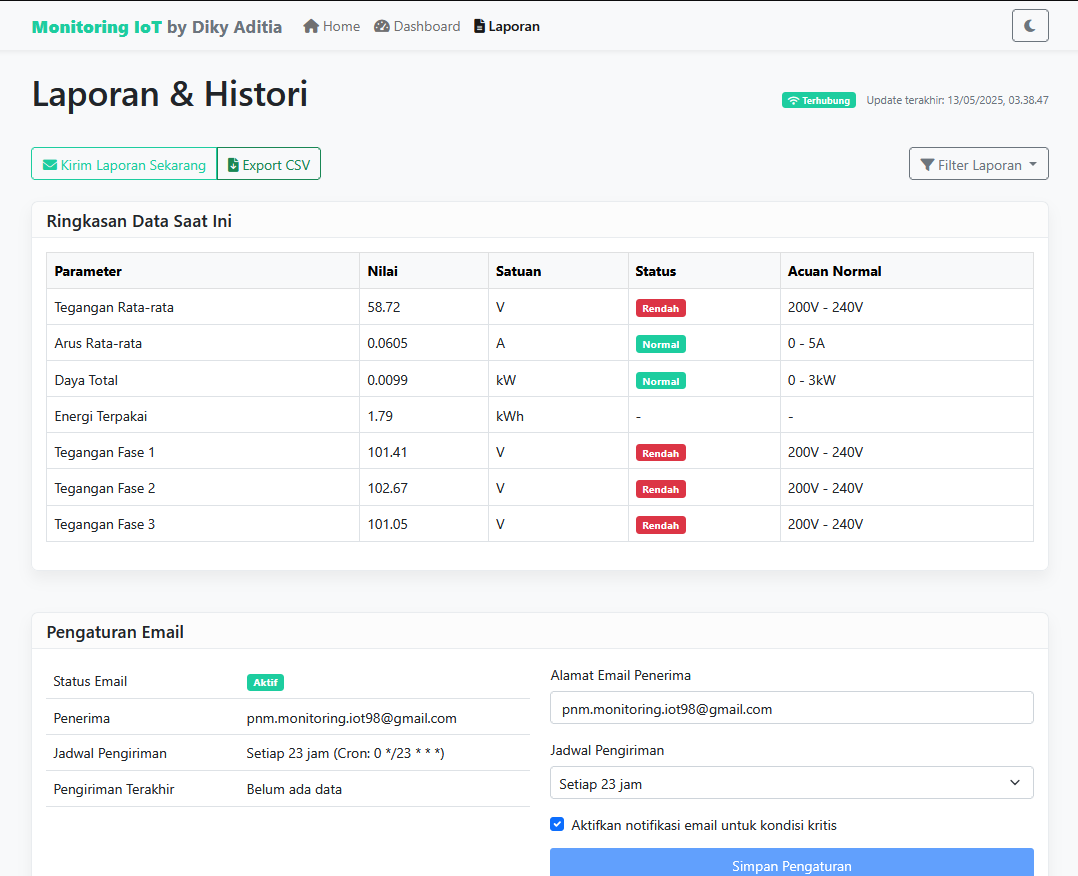 Monitoring IoT by Diky Aditia Home Dashboard Laporan
Laporan & Histori
Terhubung Update terakhir: 13/05/2025, 03.38.47
Kirim Laporan Sekarang Export CSV Filter Laporan
Ringkasan Data Saat Ini
Parameter Nilai Satuan Status Acuan Normal
Tegangan Rata-rata 58.72 V Rendah 200V - 240V
Arus Rata-rata 0.0605 A Normal 0 - 5A
Daya Total 0.0099 kW Normal 0 - 3kW
Energi Terpakai 1.79 kWh - -
Tegangan Fase 1 101.41 V Rendah 200V - 240V
Tegangan Fase 2 102.67 V Rendah 200V - 240V
Tegangan Fase 3 101.05 V Rendah 200V - 240V
Pengaturan Email
Status Email Aktif
Penerima pnm.monitoring.iot98@gmail.com
Jadwal Pengiriman Setiap 23 jam (Cron: 0 */23 * * *)
Pengiriman Terakhir Belum ada data
Alamat Email Penerima
pnm.monitoring.iot98@gmail.com
Jadwal Pengiriman
Setiap 23 jam
Aktifkan notifikasi email untuk kondisi kritis
Simpan Pengaturan